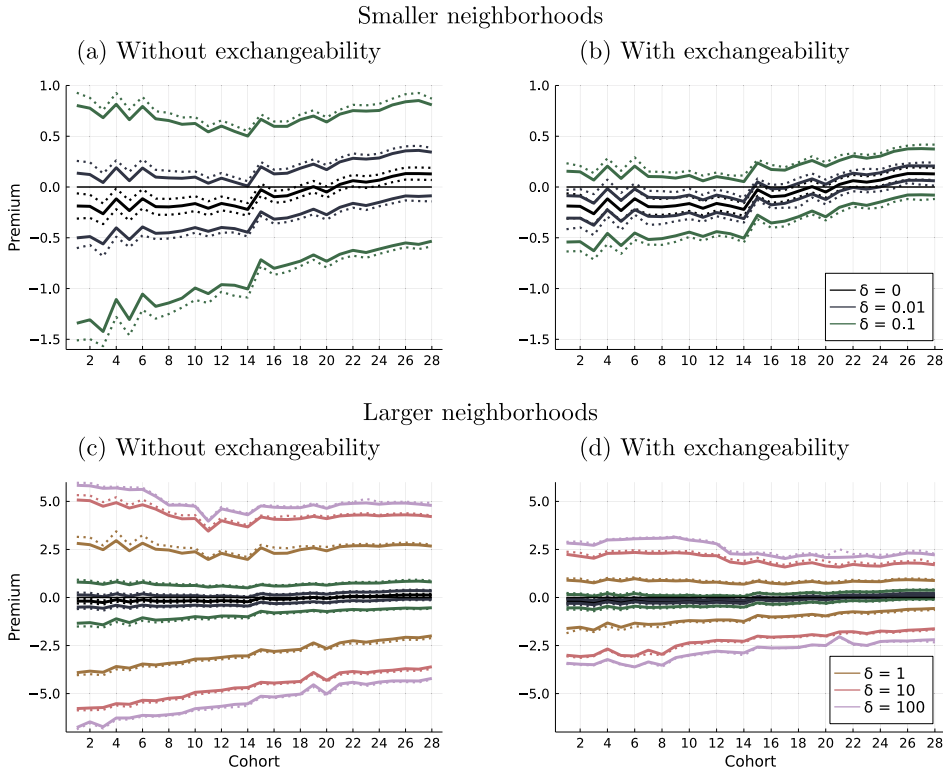 Smaller neighborhoods
(a) Without exchangeability
(b) With exchangeability
1.0
0.5
0.0
−0.5
−1.0
−1.5
Premium
2 4 6 8 10 12 14 16 18 20 22 24 26 28
1.0
0.5
0.0
−0.5
−1.0
−1.5
δ = 0
δ = 0.01
δ = 0.1
2 4 6 8 10 12 14 16 18 20 22 24 26 28
Larger neighborhoods
(c) Without exchangeability
(d) With exchangeability
5.0
2.5
0.0
−2.5
−5.0
Premium
2 4 6 8 10 12 14 16 18 20 22 24 26 28
Cohort
5.0
2.5
0.0
−2.5
−5.0
δ = 1
δ = 10
δ = 100
2 4 6 8 10 12 14 16 18 20 22 24 26 28
Cohort